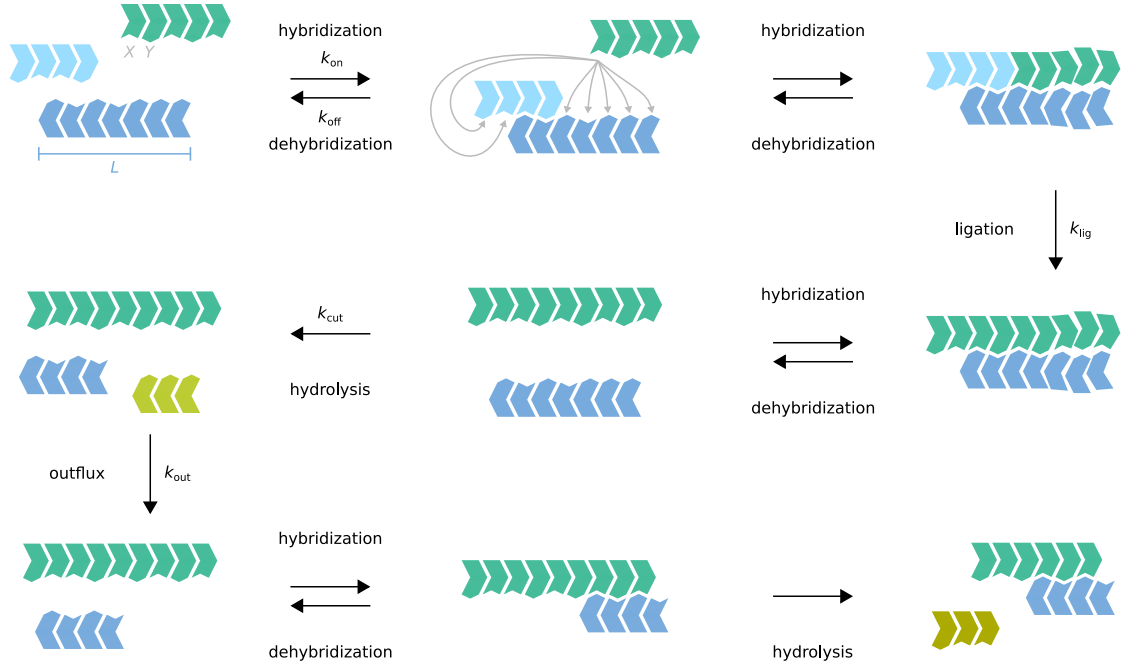 hybridization
k_on
k_off
dehybridization
X Y
L
hybridization
dehybridization
ligation
k_lig
hybridization
dehybridization
k_cut
hydrolysis
outflux
k_out
hybridization
dehybridization
hydrolysis